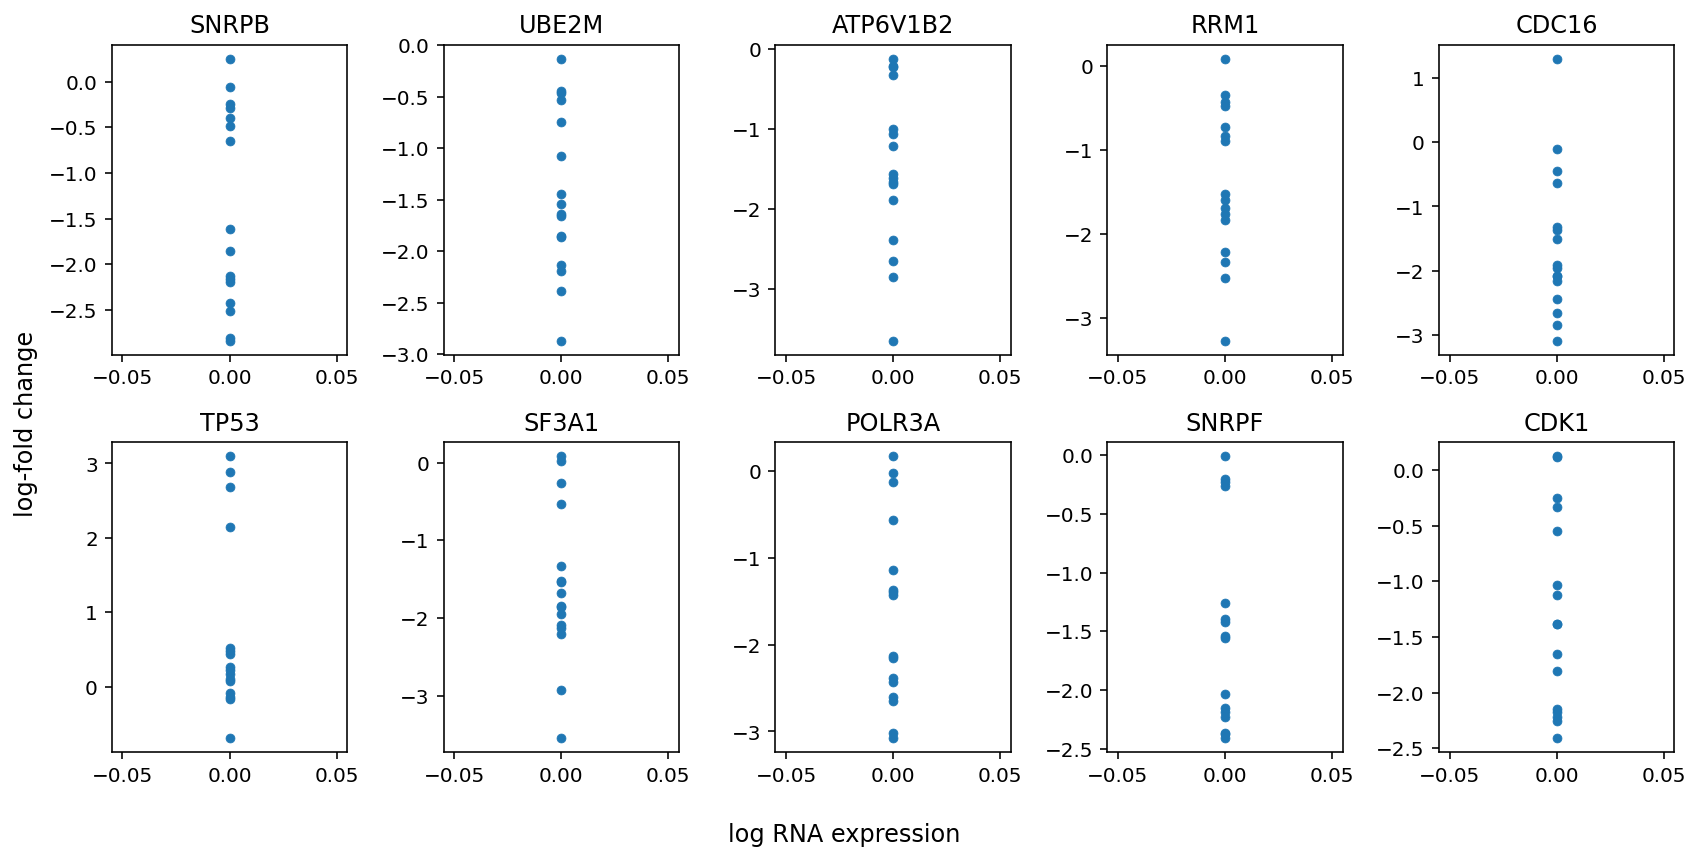 SNRPB UBE2M ATP6V1B2 RRM1 CDC16
0.0 −0.5 −1.0 −1.5 −2.0 −2.5
0.0 −0.5 −1.0 −1.5 −2.0 −2.5 −3.0
0 −1 −2 −3
0 −1 −2 −3
1 0 −1 −2 −3
−0.05 0.00 0.05 −0.05 0.00 0.05 −0.05 0.00 0.05 −0.05 0.00 0.05 −0.05 0.00 0.05
log-fold change
TP53 SF3A1 POLR3A SNRPF CDK1
3 2 1 0
0 −1 −2 −3
0 −1 −2 −3
0.0 −0.5 −1.0 −1.5 −2.0 −2.5
0.0 −0.5 −1.0 −1.5 −2.0 −2.5
−0.05 0.00 0.05 −0.05 0.00 0.05 −0.05 0.00 0.05 −0.05 0.00 0.05 −0.05 0.00 0.05
log RNA expression